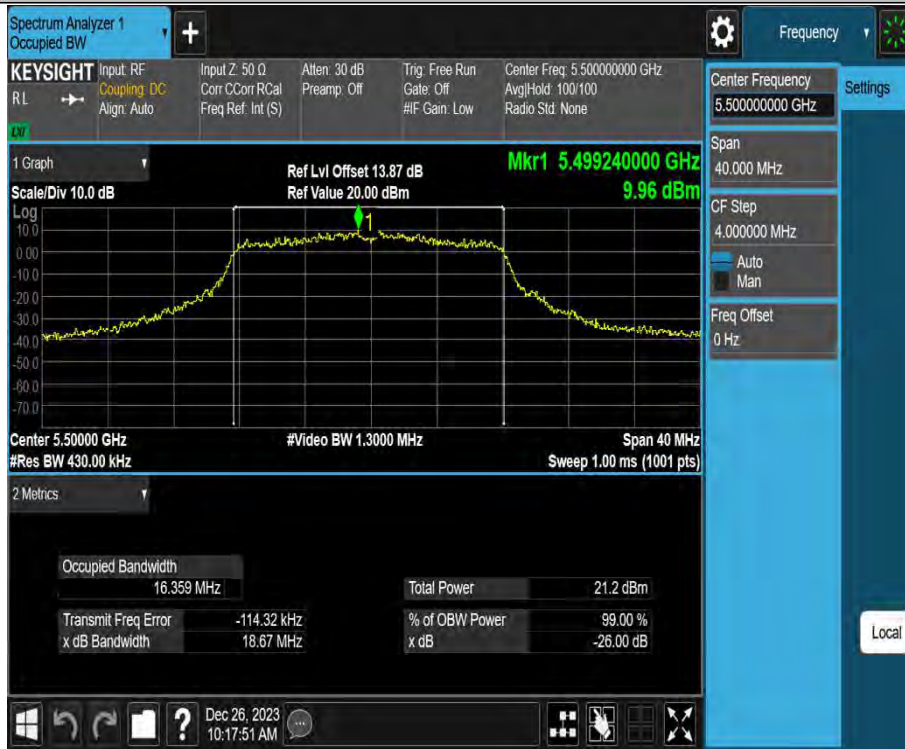 Spectrum Analyzer 1
Occupied BW
+
Frequency
KEYSIGHT
RL
LXI
Input: RF
Coupling: DC
Align: Auto
Input Z: 50 Ω
Corr CCorr RCal
Freq Ref: Int (S)
Atten: 30 dB
Preamp: Off
Trig: Free Run
Gate: Off
#IF Gain: Low
Center Freq: 5.500000000 GHz
Avg|Hold: 100/100
Radio Std: None
1 Graph
Scale/Div 10.0 dB
Ref Lvl Offset 13.87 dB
Ref Value 20.00 dBm
Mkr1 5.499240000 GHz
9.96 dBm
Log
10.0
0.00
-10.0
-20.0
-30.0
-40.0
-50.0
-60.0
-70.0
1
Center 5.50000 GHz
#Video BW 1.3000 MHz
Span 40 MHz
#Res BW 430.00 kHz
Sweep 1.00 ms (1001 pts)
2 Metrics
Occupied Bandwidth
16.359 MHz
Total Power 21.2 dBm
Transmit Freq Error -114.32 kHz
% of OBW Power 99.00 %
x dB Bandwidth 18.67 MHz
x dB -26.00 dB
Center Frequency
5.500000000 GHz
Settings
Span
40.000 MHz
CF Step
4.000000 MHz
Auto
Man
Freq Offset
0 Hz
Local
?
Dec 26, 2023
10:17:51 AM